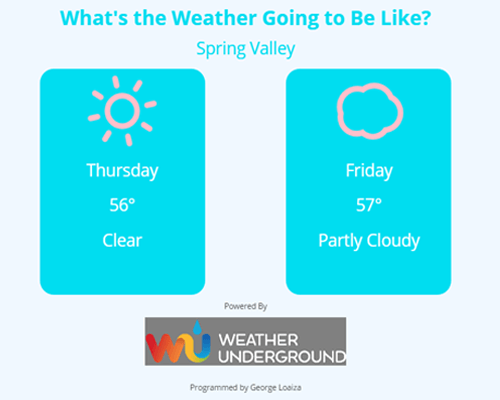 What's the Weather Going to Be Like?
Spring Valley
Thursday
56°
Clear
Friday
57°
Partly Cloudy
Powered By
WU WEATHER
UNDERGROUND
Programmed by George Loaiza